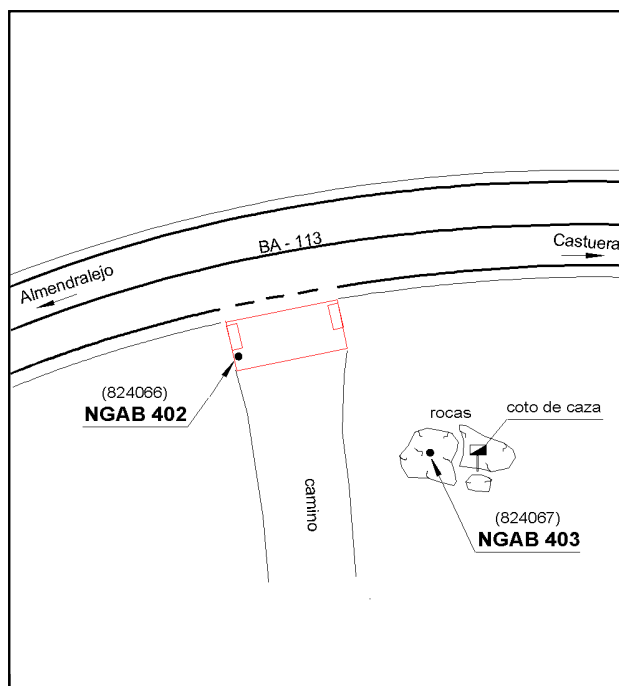 BA - 113
Castuera
Almendralejo
(824066)
NGAB 402
rocas
coto de caza
camino
(824067)
NGAB 403